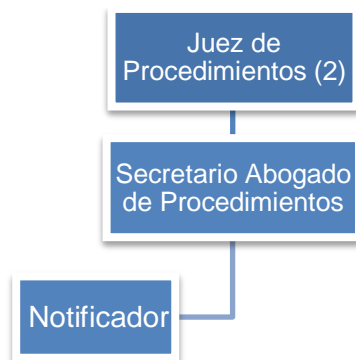 Juez de
Procedimientos (2)
Secretario Abogado
de Procedimientos
Notificador